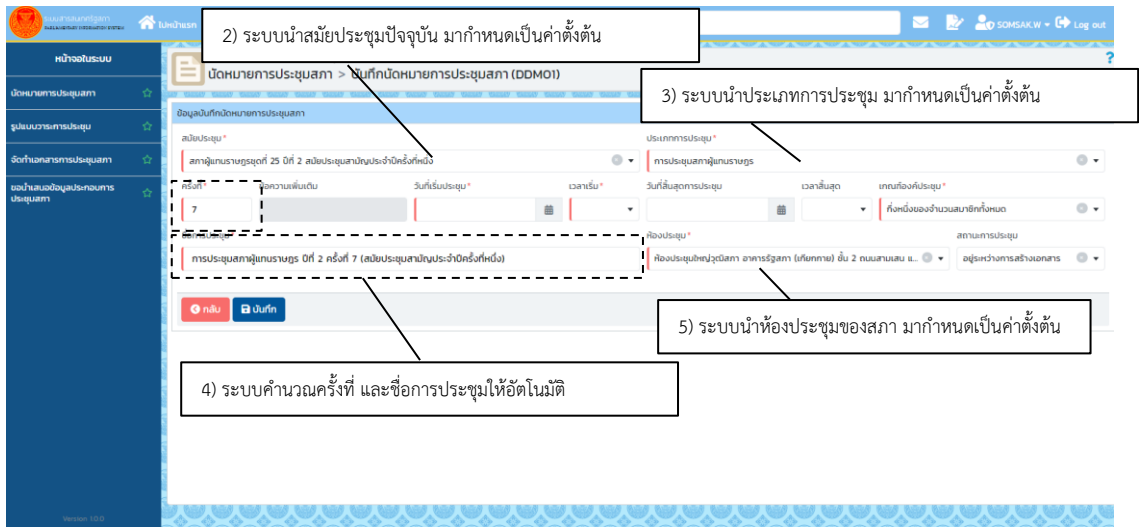 ระบบสารสนเทศรัฐสภา
PARLIAMENTARY INFORMATION SYSTEM
ไปหน้าแรก
SOMSAK.W
Log out
2) ระบบนำสมัยประชุมปัจจุบัน มากำหนดเป็นค่าตั้งต้น
หน้าจอในระบบ
?
นัดหมายการประชุมสภา > บันทึกนัดหมายการประชุมสภา (DDM01)
นัดหมายการประชุมสภา
3) ระบบนำประเภทการประชุม มากำหนดเป็นค่าตั้งต้น
ข้อมูลบันทึกนัดหมายการประชุมสภา
รูปแบบวาระการประชุม
สมัยประชุม *
ประเภทการประชุม *
จัดทำเอกสารการประชุมสภา
สภาผู้แทนราษฎรชุดที่ 25 ปีที่ 2 สมัยประชุมสามัญประจำปีครั้งที่หนึ่ง
การประชุมสภาผู้แทนราษฎร
ขอนำเสนอข้อมูลประกอบการ
ประชุมสภา
ครั้งที่ *
ข้อความเพิ่มเติม
วันที่เริ่มประชุม *
เวลาเริ่ม *
วันที่สิ้นสุดการประชุม
เวลาสิ้นสุด
เกณฑ์องค์ประชุม *
7
กึ่งหนึ่งของจำนวนสมาชิกทั้งหมด
ชื่อการประชุม *
ห้องประชุม *
สถานะการประชุม
การประชุมสภาผู้แทนราษฎร ปีที่ 2 ครั้งที่ 7 (สมัยประชุมสามัญประจำปีครั้งที่หนึ่ง)
ห้องประชุมใหญ่วุฒิสภา อาคารรัฐสภา (เกียกกาย) ชั้น 2 ถนนสามเสน แ...
อยู่ระหว่างการสร้างเอกสาร
กลับ
บันทึก
5) ระบบนำห้องประชุมของสภา มากำหนดเป็นค่าตั้งต้น
4) ระบบคำนวณครั้งที่ และชื่อการประชุมให้อัตโนมัติ
Version 1.0.0